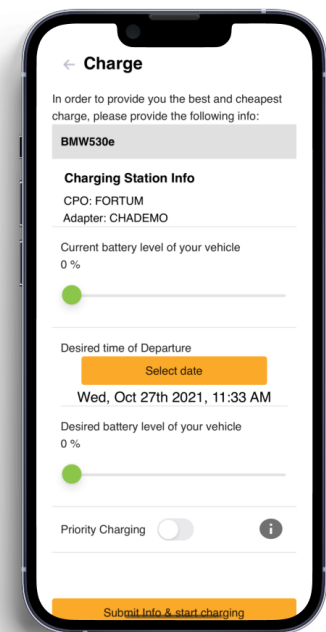 ← Charge
In order to provide you the best and cheapest
charge, please provide the following info:
BMW530e
Charging Station Info
CPO: FORTUM
Adapter: CHADEMO
Current battery level of your vehicle
0 %
Desired time of Departure
Select date
Wed, Oct 27th 2021, 11:33 AM
Desired battery level of your vehicle
0 %
Priority Charging i
Submit Info & start charging